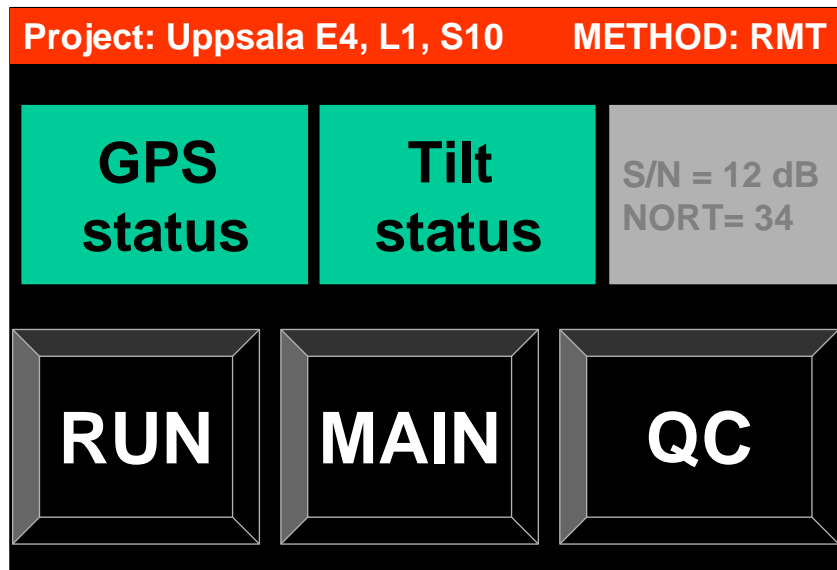 Project: Uppsala E4, L1, S10 METHOD: RMT
GPS
status
Tilt
status
S/N = 12 dB
NORT= 34
RUN
MAIN
QC